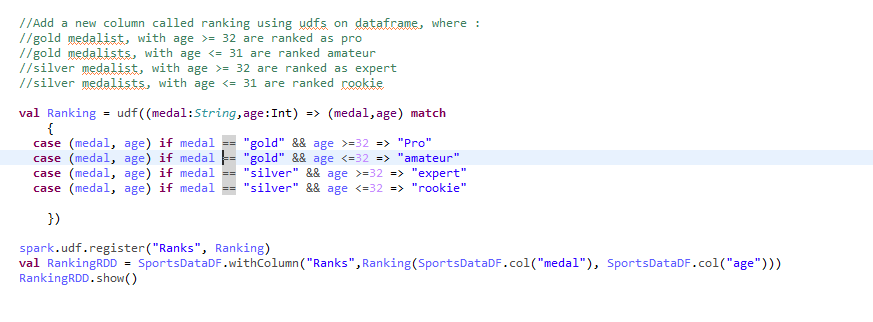 //Add a new column called ranking using udfs on dataframe, where :
//gold medalist, with age >= 32 are ranked as pro
//gold medalists, with age <= 31 are ranked amateur
//silver medalist, with age >= 32 are ranked as expert
//silver medalists, with age <= 31 are ranked rookie
val Ranking = udf((medal:String,age:Int) => (medal,age) match
{
case (medal, age) if medal == "gold" && age >=32 => "Pro"
case (medal, age) if medal == "gold" && age <=32 => "amateur"
case (medal, age) if medal == "silver" && age >=32 => "expert"
case (medal, age) if medal == "silver" && age <=32 => "rookie"
})
spark.udf.register("Ranks", Ranking)
val RankingRDD = SportsDataDF.withColumn("Ranks",Ranking(SportsDataDF.col("medal"), SportsDataDF.col("age")))
RankingRDD.show()